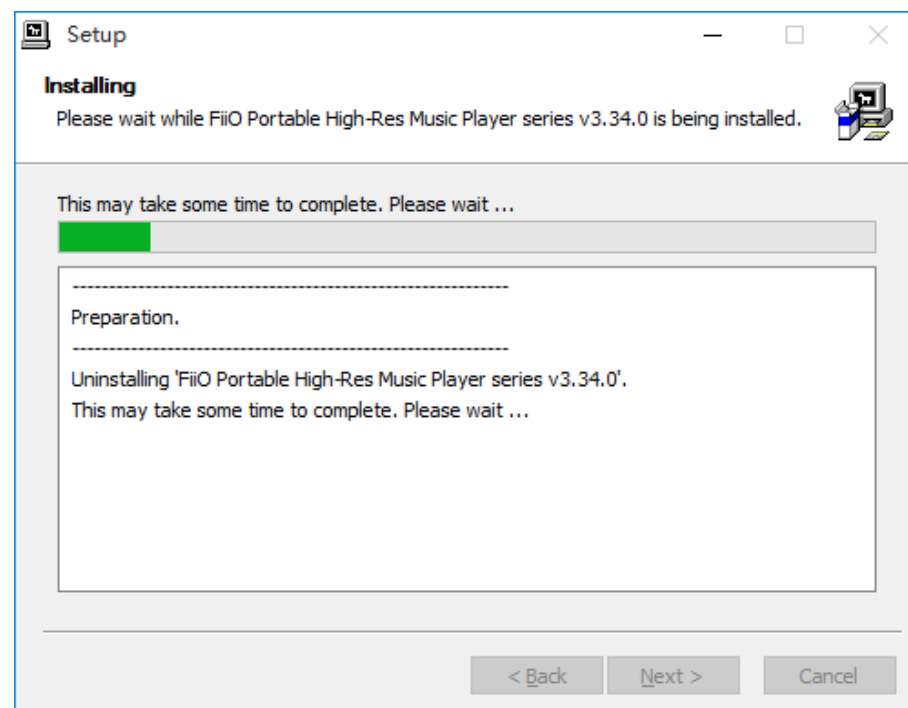 Setup
Installing
Please wait while FiiO Portable High-Res Music Player series v3.34.0 is being installed.
This may take some time to complete. Please wait ...
------------------------------------------------------------
Preparation.
------------------------------------------------------------
Uninstalling 'FiiO Portable High-Res Music Player series v3.34.0'.
This may take some time to complete. Please wait ...
< Back Next > Cancel